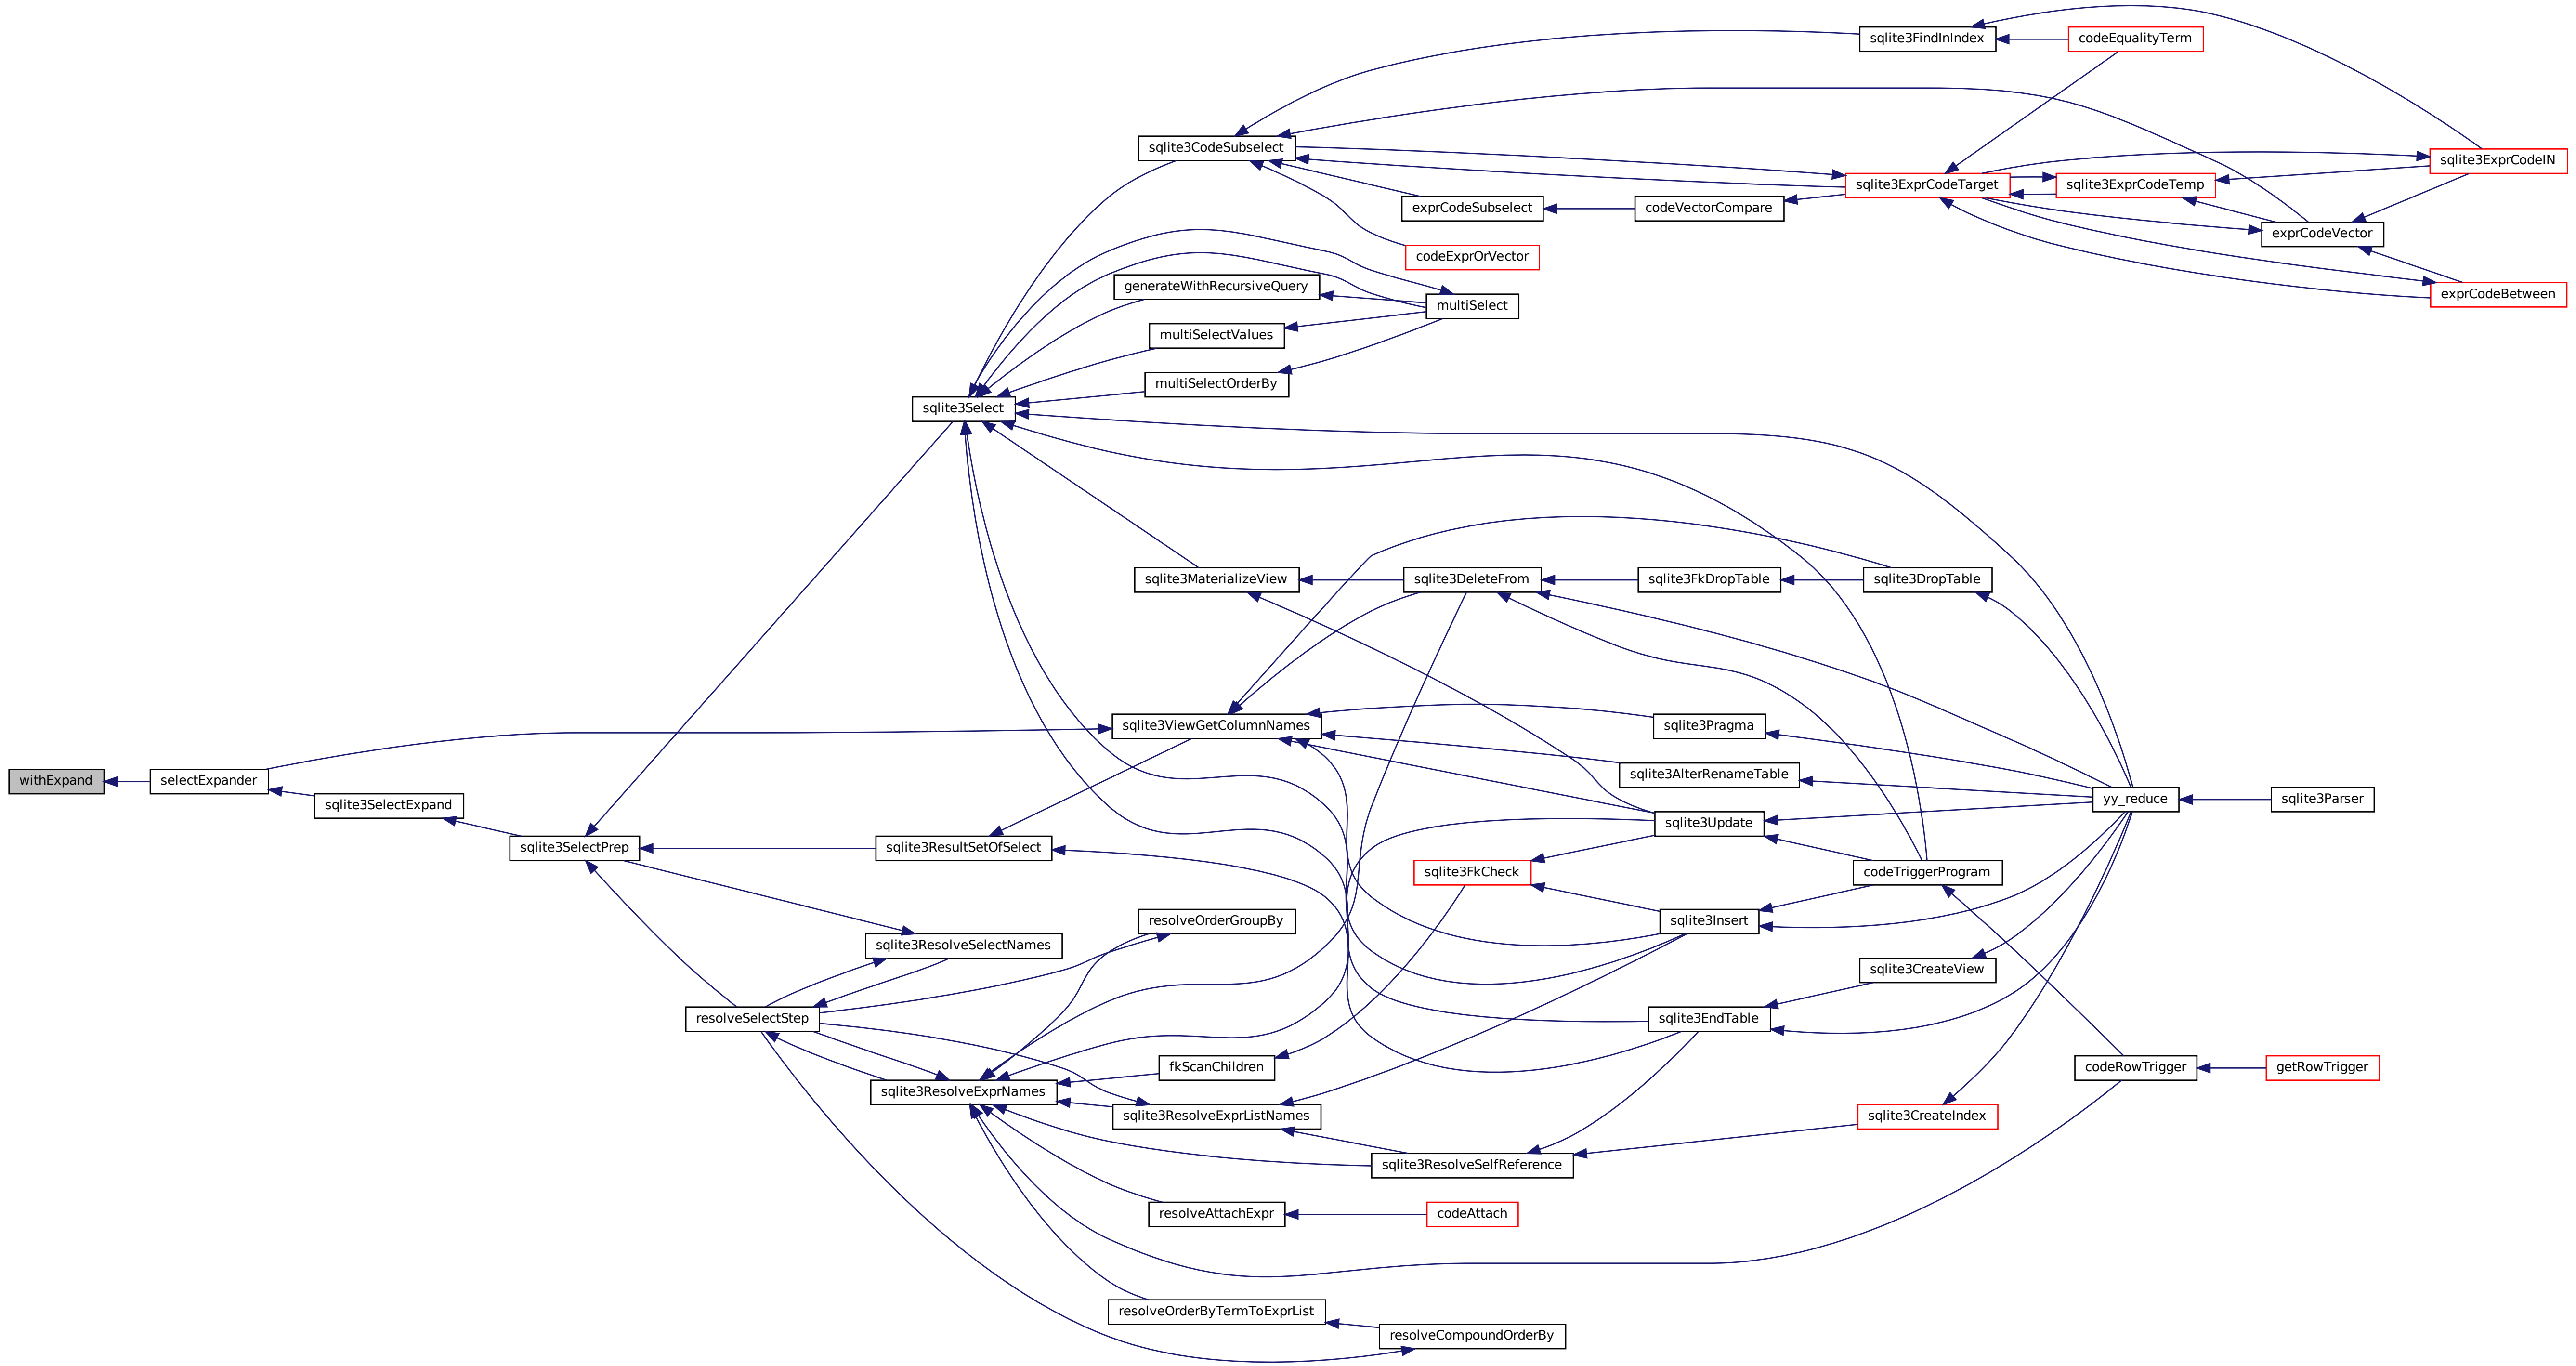 sqlite3FindInIndex
codeEqualityTerm
sqlite3CodeSubselect
sqlite3ExprCodeIN
sqlite3ExprCodeTarget
sqlite3ExprCodeTemp
exprCodeSubselect
codeVectorCompare
exprCodeVector
codeExprOrVector
generateWithRecursiveQuery
exprCodeBetween
multiSelect
multiSelectValues
multiSelectOrderBy
sqlite3Select
sqlite3MaterializeView
sqlite3DeleteFrom
sqlite3FkDropTable
sqlite3DropTable
sqlite3ViewGetColumnNames
sqlite3Pragma
withExpand
selectExpander
sqlite3AlterRenameTable
sqlite3SelectExpand
yy_reduce
sqlite3Parser
sqlite3Update
sqlite3SelectPrep
sqlite3ResultSetOfSelect
sqlite3FkCheck
codeTriggerProgram
resolveOrderGroupBy
sqlite3Insert
sqlite3ResolveSelectNames
sqlite3CreateView
resolveSelectStep
sqlite3EndTable
fkScanChildren
codeRowTrigger
getRowTrigger
sqlite3ResolveExprNames
sqlite3ResolveExprListNames
sqlite3CreateIndex
sqlite3ResolveSelfReference
resolveAttachExpr
codeAttach
resolveOrderByTermToExprList
resolveCompoundOrderBy